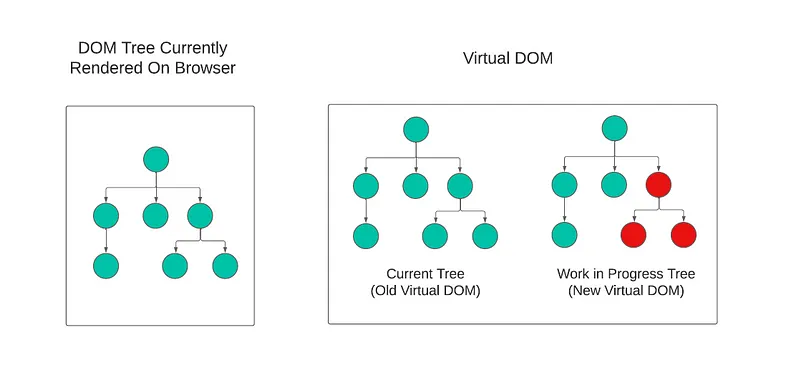 DOM Tree Currently
Rendered On Browser
Virtual DOM
Current Tree
(Old Virtual DOM)
Work in Progress Tree
(New Virtual DOM)